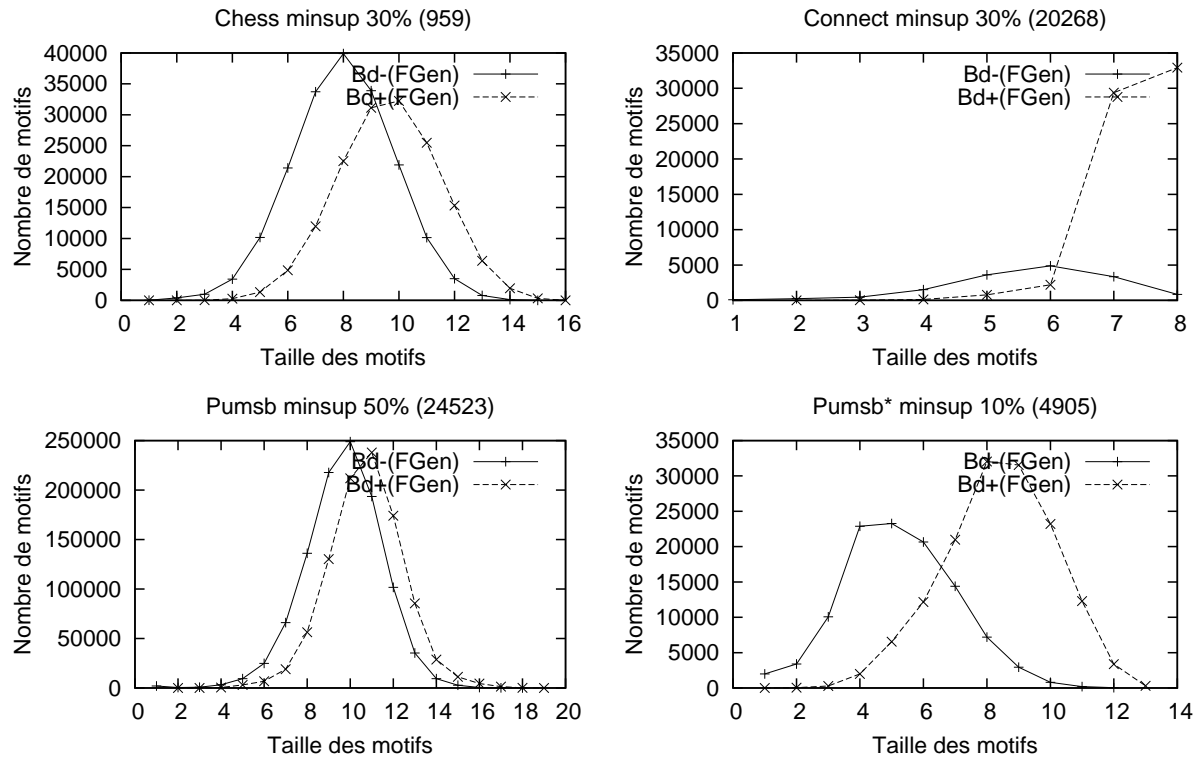 Chess minsup 30% (959)
40000
35000
30000
25000
20000
15000
10000
5000
0
Nombre de motifs
Bd-(FGen)
Bd+(FGen)
0 2 4 6 8 10 12 14 16
Taille des motifs
Connect minsup 30% (20268)
35000
30000
25000
20000
15000
10000
5000
0
Nombre de motifs
Bd-(FGen)
Bd+(FGen)
1 2 3 4 5 6 7 8
Taille des motifs
Pumsb minsup 50% (24523)
250000
200000
150000
100000
50000
0
Nombre de motifs
Bd-(FGen)
Bd+(FGen)
0 2 4 6 8 10 12 14 16 18 20
Taille des motifs
Pumsb* minsup 10% (4905)
35000
30000
25000
20000
15000
10000
5000
0
Nombre de motifs
Bd-(FGen)
Bd+(FGen)
0 2 4 6 8 10 12 14
Taille des motifs